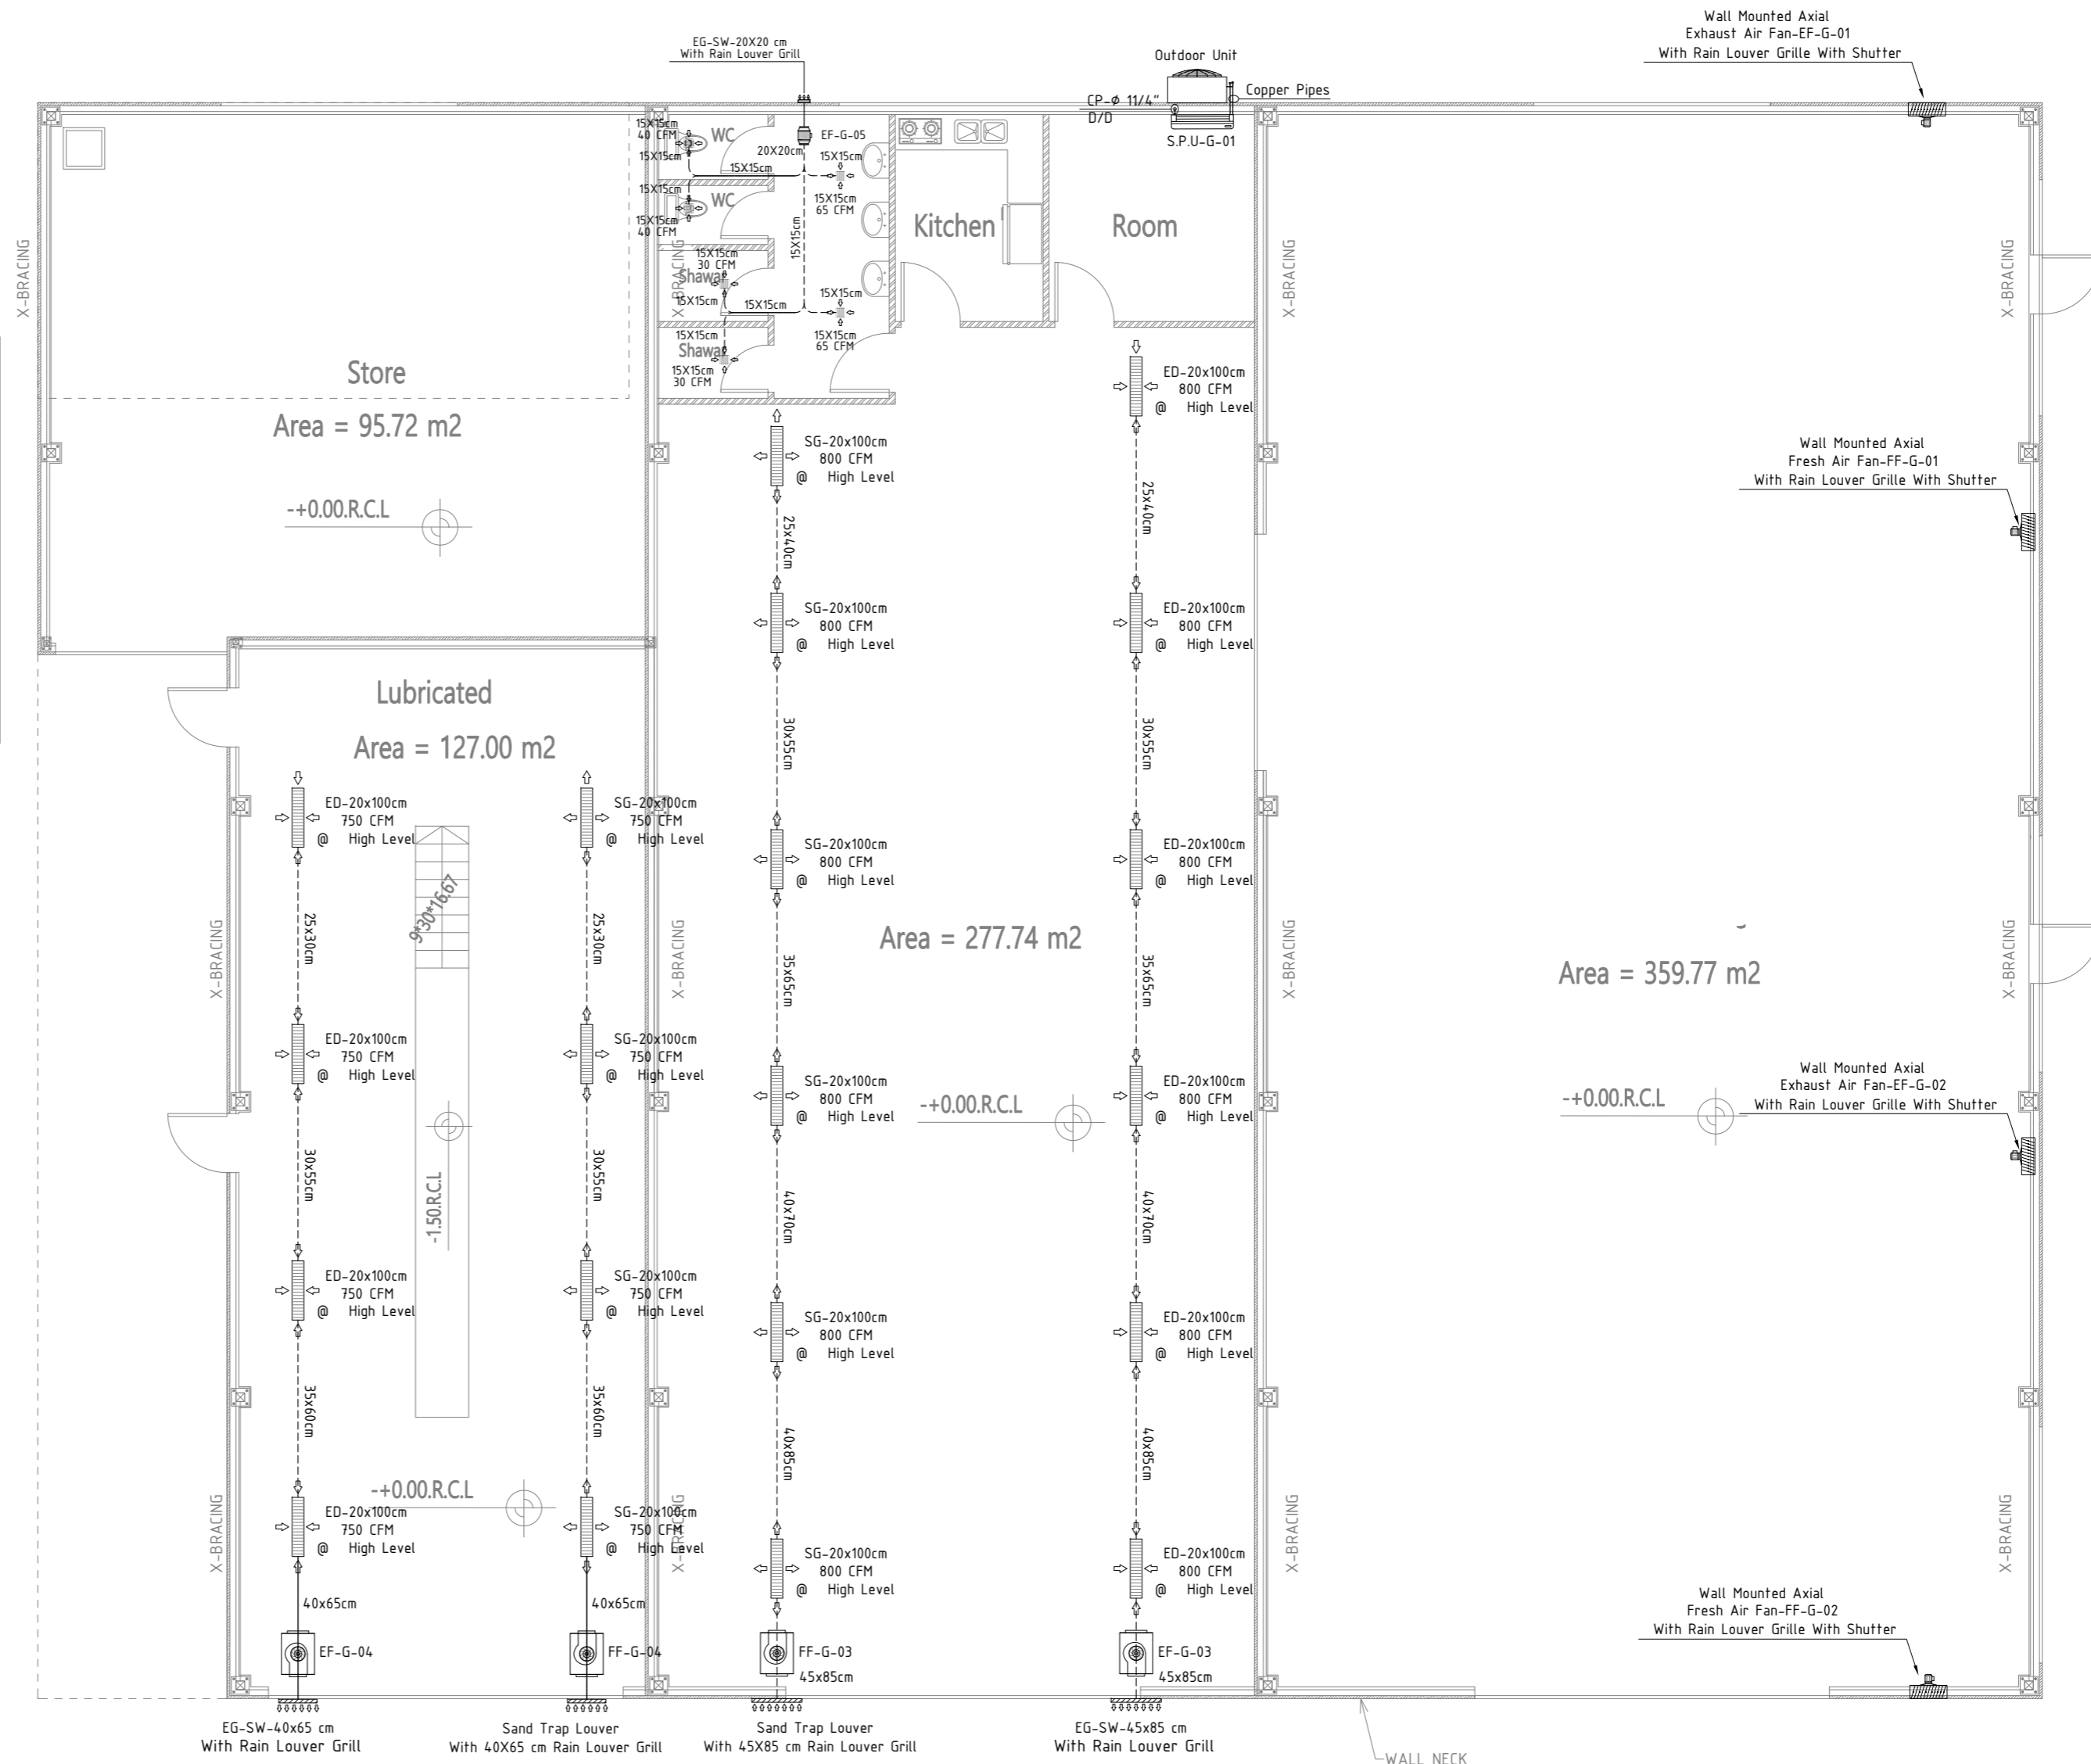 Wall Mounted Axial
Exhaust Air Fan-EF-G-01
With Rain Louver Grille With Shutter
EG-SW-20X20 cm
With Rain Louver Grill
Outdoor Unit
Copper Pipes
CP-ϕ 11/4"
D/D
S.P.U-G-01
15X15cm
40 CFM
WC
15X15cm
EF-G-05
20X20cm
15X15cm
15X15cm
15X15cm
65 CFM
15X15cm
WC
15X15cm
40 CFM
15X15cm
Kitchen
Room
X-BRACING
X-BRACING
X-BRACING
X-BRACING
15X15cm
30 CFM
Shawar
15X15cm
15X15cm
15X15cm
15X15cm
65 CFM
15X15cm
Shawar
15X15cm
30 CFM
Store
Area = 95.72 m2
-+0.00.R.C.L
ED-20x100cm
800 CFM
@ High Level
SG-20x100cm
800 CFM
@ High Level
25x40cm
25x40cm
Wall Mounted Axial
Fresh Air Fan-FF-G-01
With Rain Louver Grille With Shutter
SG-20x100cm
800 CFM
@ High Level
ED-20x100cm
800 CFM
@ High Level
30x55cm
30x55cm
Lubricated
Area = 127.00 m2
ED-20x100cm
750 CFM
@ High Level
SG-20x100cm
750 CFM
@ High Level
SG-20x100cm
800 CFM
@ High Level
ED-20x100cm
800 CFM
@ High Level
9*30*16.67
25x30cm
25x30cm
X-BRACING
X-BRACING
X-BRACING
X-BRACING
35x65cm
35x65cm
Area = 277.74 m2
Area = 359.77 m2
ED-20x100cm
750 CFM
@ High Level
SG-20x100cm
750 CFM
@ High Level
SG-20x100cm
800 CFM
@ High Level
ED-20x100cm
800 CFM
@ High Level
-+0.00.R.C.L
-+0.00.R.C.L
Wall Mounted Axial
Exhaust Air Fan-EF-G-02
With Rain Louver Grille With Shutter
-1.50.R.C.L
30x55cm
30x55cm
40x70cm
40x70cm
ED-20x100cm
750 CFM
@ High Level
SG-20x100cm
750 CFM
@ High Level
SG-20x100cm
800 CFM
@ High Level
ED-20x100cm
800 CFM
@ High Level
35x60cm
35x60cm
40x85cm
40x85cm
-+0.00.R.C.L
X-BRACING
X-BRACING
X-BRACING
X-BRACING
ED-20x100cm
750 CFM
@ High Level
SG-20x100cm
750 CFM
@ High Level
SG-20x100cm
800 CFM
@ High Level
ED-20x100cm
800 CFM
@ High Level
40x65cm
40x65cm
Wall Mounted Axial
Fresh Air Fan-FF-G-02
With Rain Louver Grille With Shutter
EF-G-04
FF-G-04
FF-G-03
EF-G-03
45x85cm
45x85cm
EG-SW-40x65 cm
With Rain Louver Grill
Sand Trap Louver
With 40X65 cm Rain Louver Grill
Sand Trap Louver
With 45X85 cm Rain Louver Grill
EG-SW-45x85 cm
With Rain Louver Grill
WALL NECK